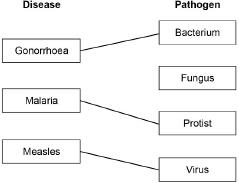 Disease Pathogen
Bacterium
Gonorrhoea
Fungus
Malaria
Protist
Measles
Virus